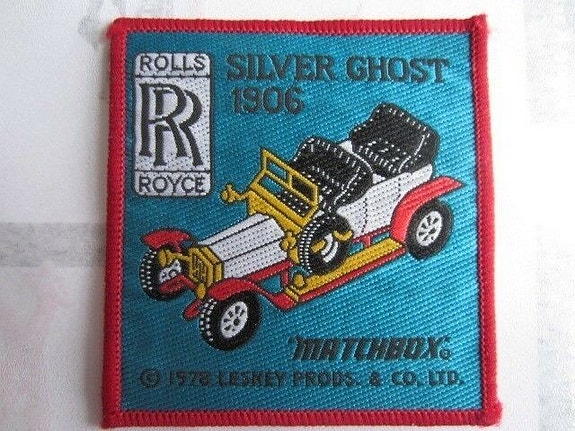 ROLLS
RR
ROYCE
SILVER GHOST
1906
"MATCHBOX"
© 1978 LESNEY PRODS. & CO. LTD.